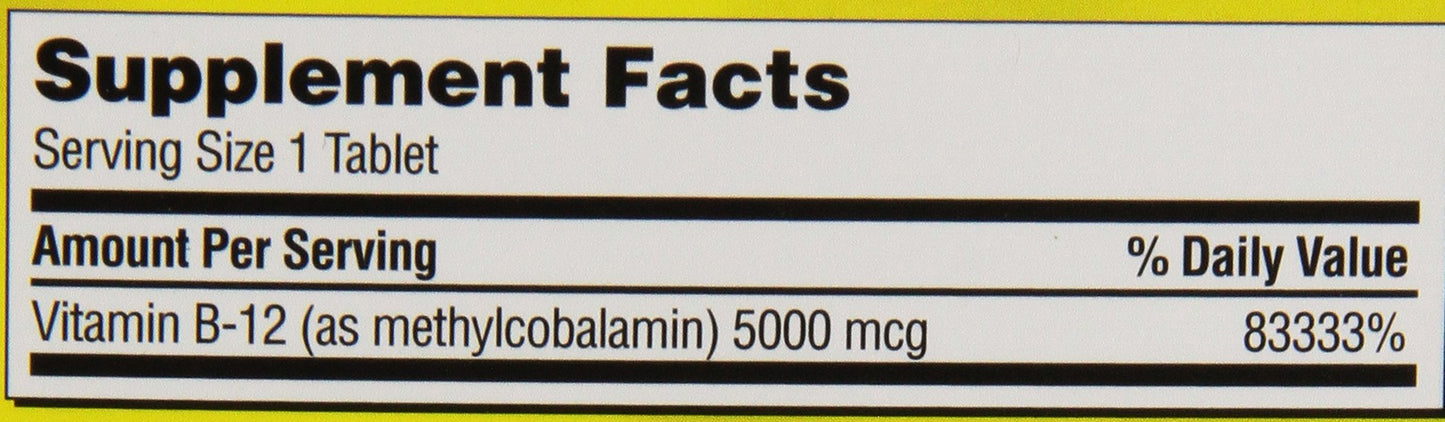 Supplement Facts
Serving Size 1 Tablet
Amount Per Serving % Daily Value
Vitamin B-12 (as methylcobalamin) 5000 mcg 83333%